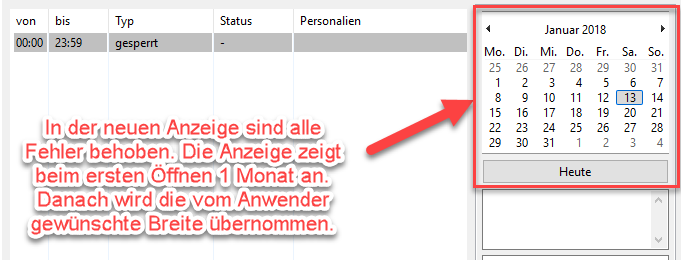 von bis Typ Status Personalien
00:00 23:59 gesperrt -
Januar 2018
Mo. Di. Mi. Do. Fr. Sa. So.
25 26 27 28 29 30 31
1 2 3 4 5 6 7
8 9 10 11 12 13 14
15 16 17 18 19 20 21
22 23 24 25 26 27 28
29 30 31 1 2 3 4
Heute
In der neuen Anzeige sind alle
Fehler behoben. Die Anzeige zeigt
beim ersten Öffnen 1 Monat an.
Danach wird die vom Anwender
gewünschte Breite übernommen.